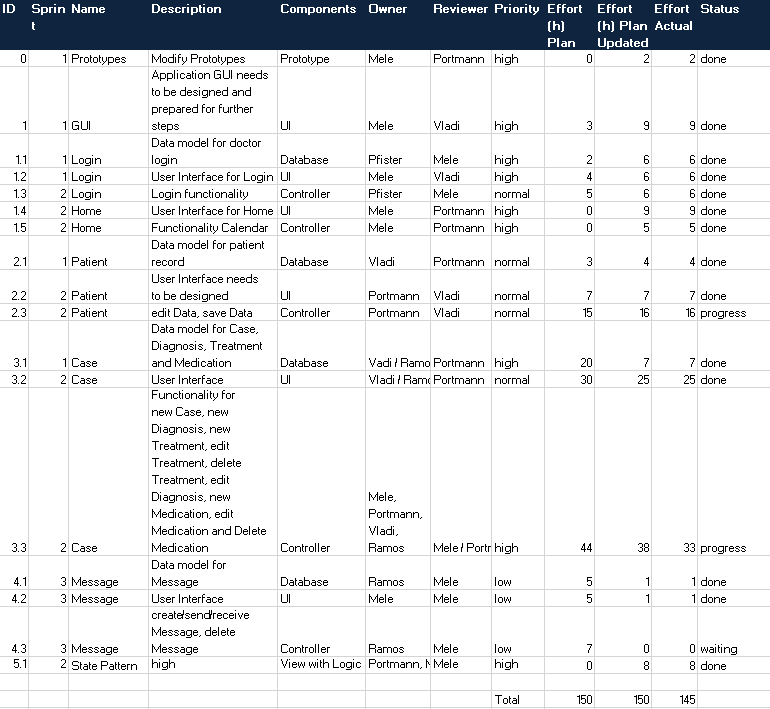 ID Sprin Name Description Components Owner Reviewer Priority Effort Effort Effort Status
t (h) (h) Plan Actual
Plan Updated
0 1 Prototypes Modify Prototypes Prototype Mele Portmann high 0 2 2 done
Application GUI needs
to be designed and
prepared for further
1 1 GUI steps UI Mele Vladi high 3 9 9 done
Data model for doctor
1.1 1 Login login Database Pfister Mele high 2 6 6 done
1.2 1 Login User Interface for Login UI Mele Vladi high 4 6 6 done
1.3 2 Login Login functionality Controller Pfister Mele normal 5 6 6 done
1.4 2 Home User Interface for Home UI Mele Portmann high 0 9 9 done
1.5 2 Home Functionality Calendar Controller Mele Portmann high 0 5 5 done
Data model for patient
2.1 1 Patient record Database Vladi Portmann normal 3 4 4 done
User Interface needs
2.2 2 Patient to be designed UI Portmann Vladi normal 7 7 7 done
2.3 2 Patient edit Data, save Data Controller Portmann Vladi normal 15 16 16 progress
Data model for Case,
Diagnosis, Treatment
3.1 1 Case and Medication Database Vadi / Ramo Portmann high 20 7 7 done
3.2 2 Case User Interface UI Vladi / Ramo Portmann normal 30 25 25 done
Functionality for
new Case, new
Diagnosis, new
Treatment, edit
Treatment, delete
Treatment, edit
Diagnosis, new Mele,
Medication, edit Portmann,
Medication and Delete Vladi,
3.3 2 Case Medication Controller Ramos Mele / Portr high 44 38 33 progress
Data model for
4.1 3 Message Message Database Ramos Mele low 5 1 1 done
4.2 3 Message User Interface UI Mele Mele low 5 1 1 done
create/send/receive
Message, delete
4.3 3 Message Message Controller Ramos Mele low 7 0 0 waiting
5.1 2 State Pattern high View with Logic Portmann, M Mele high 0 8 8 done
Total 150 150 145